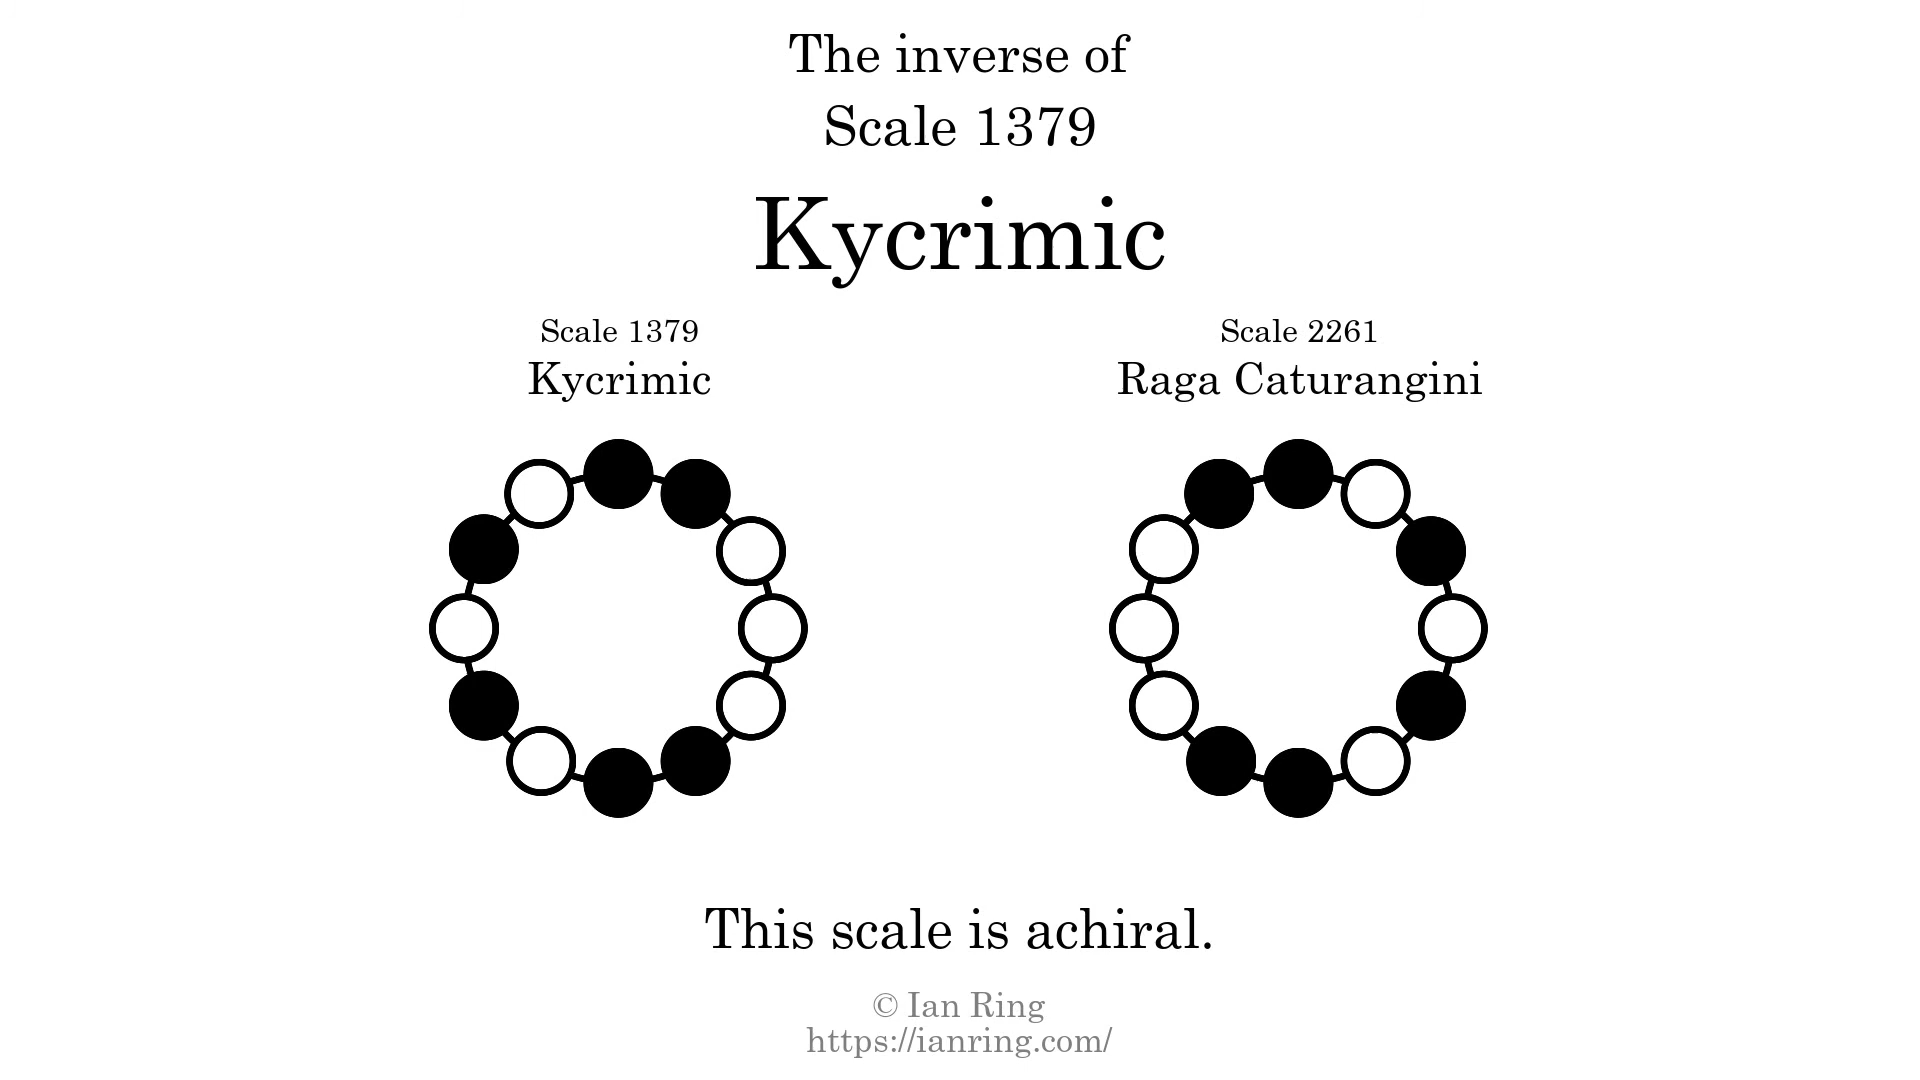 The inverse of
Scale 1379
Kycrimic
Scale 1379
Kycrimic
Scale 2261
Raga Caturangini
This scale is achiral.
© Ian Ring
https://ianring.com/